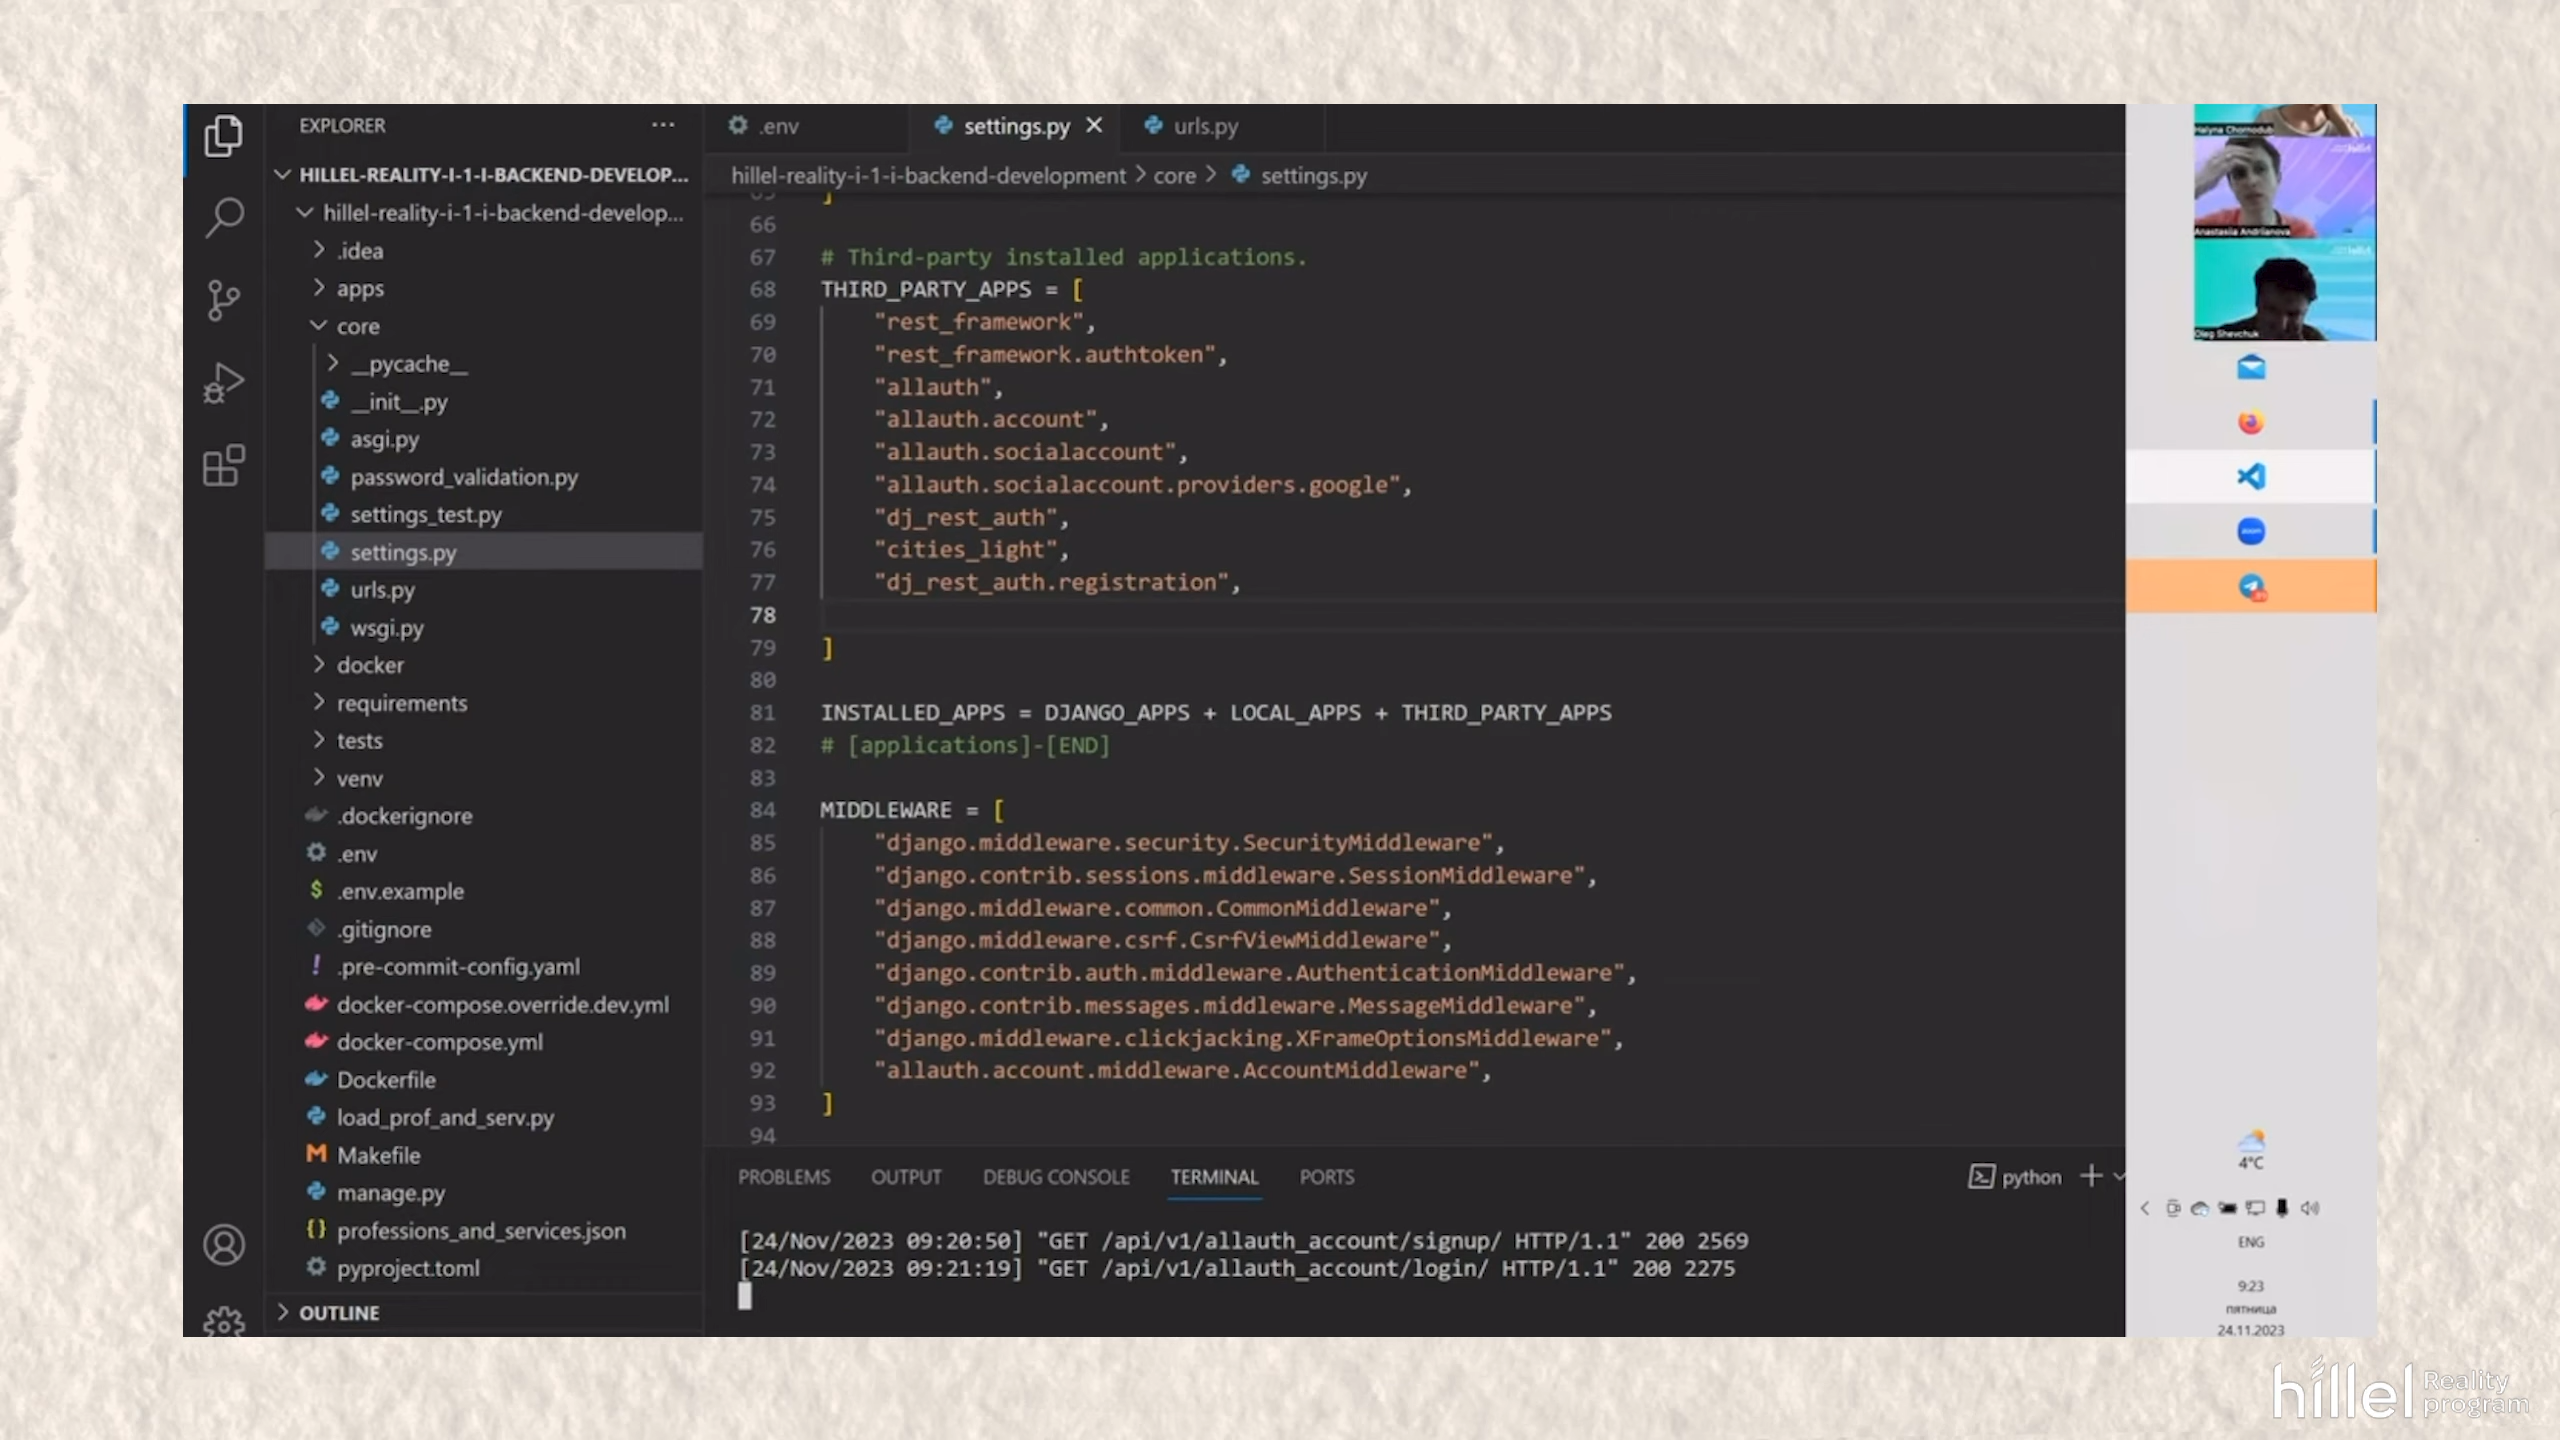 EXPLORER
HILLEL-REALITY-I-1-I-BACKEND-DEVELOP...
hillel-reality-i-1-i-backend-develop...
.idea
apps
core
__pycache__
__init__.py
asgi.py
password_validation.py
settings_test.py
settings.py
urls.py
wsgi.py
docker
requirements
tests
venv
.dockerignore
.env
.env.example
.gitignore
.pre-commit-config.yaml
docker-compose.override.dev.yml
docker-compose.yml
Dockerfile
load_prof_and_serv.py
Makefile
manage.py
professions_and_services.json
pyproject.toml
OUTLINE
.env settings.py urls.py
hillel-reality-i-1-i-backend-development > core > settings.py
65 ]
66
67 # Third-party installed applications.
68 THIRD_PARTY_APPS = [
69 "rest_framework",
70 "rest_framework.authtoken",
71 "allauth",
72 "allauth.account",
73 "allauth.socialaccount",
74 "allauth.socialaccount.providers.google",
75 "dj_rest_auth",
76 "cities_light",
77 "dj_rest_auth.registration",
78
79 ]
80
81 INSTALLED_APPS = DJANGO_APPS + LOCAL_APPS + THIRD_PARTY_APPS
82 # [applications]-[END]
83
84 MIDDLEWARE = [
85 "django.middleware.security.SecurityMiddleware",
86 "django.contrib.sessions.middleware.SessionMiddleware",
87 "django.middleware.common.CommonMiddleware",
88 "django.middleware.csrf.CsrfViewMiddleware",
89 "django.contrib.auth.middleware.AuthenticationMiddleware",
90 "django.contrib.messages.middleware.MessageMiddleware",
91 "django.middleware.clickjacking.XFrameOptionsMiddleware",
92 "allauth.account.middleware.AccountMiddleware",
93 ]
94
PROBLEMS OUTPUT DEBUG CONSOLE TERMINAL PORTS
python
[24/Nov/2023 09:20:50] "GET /api/v1/allauth_account/signup/ HTTP/1.1" 200 2569
[24/Nov/2023 09:21:19] "GET /api/v1/allauth_account/login/ HTTP/1.1" 200 2275
Halyna Chornodub
Anastasiia Andriianova
Oleg Shevchuk
zoom
4°C
ENG
9:23
пятница
24.11.2023
hillel Reality
program